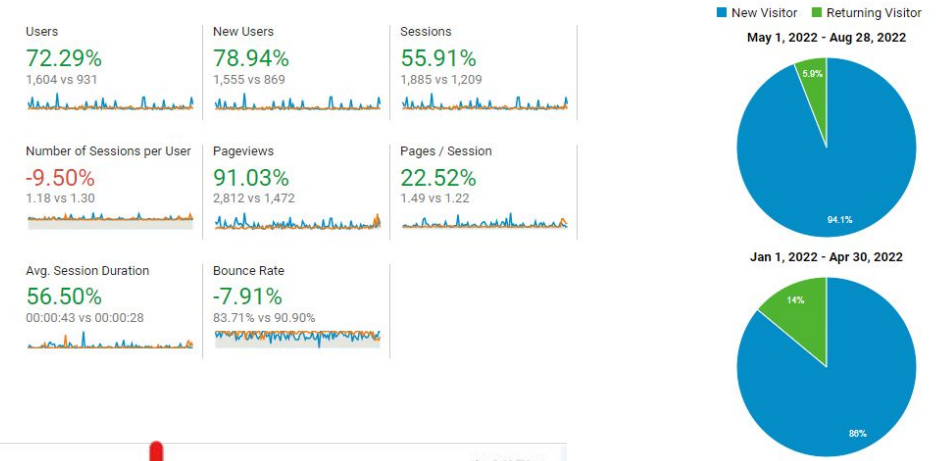 Users
72.29%
1,604 vs 931
New Users
78.94%
1,555 vs 869
Sessions
55.91%
1,885 vs 1,209
Number of Sessions per User
-9.50%
1.18 vs 1.30
Pageviews
91.03%
2,812 vs 1,472
Pages / Session
22.52%
1.49 vs 1.22
Avg. Session Duration
56.50%
00:00:43 vs 00:00:28
Bounce Rate
-7.91%
83.71% vs 90.90%
New Visitor Returning Visitor
May 1, 2022 - Aug 28, 2022
5.9%
94.1%
Jan 1, 2022 - Apr 30, 2022
14%
86%